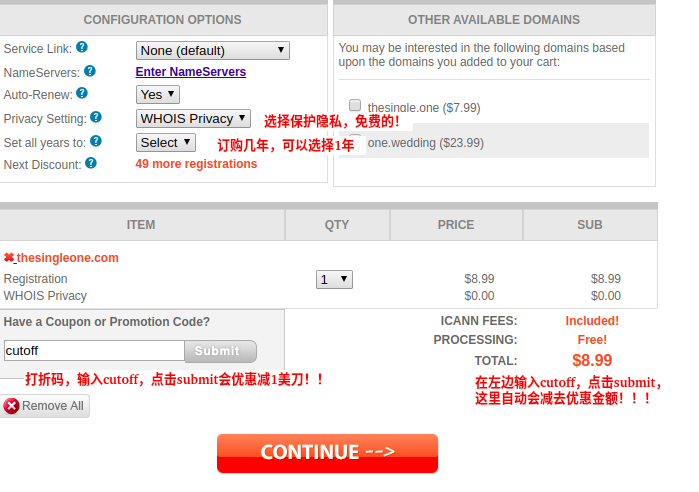 CONFIGURATION OPTIONS
Service Link: ?
None (default)
NameServers: ?
Enter NameServers
Auto-Renew: ?
Yes
Privacy Setting: ?
WHOIS Privacy
选择保护隐私，免费的！
Set all years to: ?
Select
订购几年，可以选择1年
Next Discount: ?
49 more registrations
OTHER AVAILABLE DOMAINS
You may be interested in the following domains based
upon the domains you added to your cart:
thesingle.one ($7.99)
one.wedding ($23.99)
ITEM QTY PRICE SUB
thesingleone.com
Registration 1 $8.99 $8.99
WHOIS Privacy $0.00 $0.00
Have a Coupon or Promotion Code?
cutoff Submit
打折码，输入cutoff，点击submit会优惠减1美刀！！
Remove All
ICANN FEES: Included!
PROCESSING: Free!
TOTAL: $8.99
在左边输入cutoff，点击submit，
这里自动会减去优惠金额！！！
CONTINUE -->